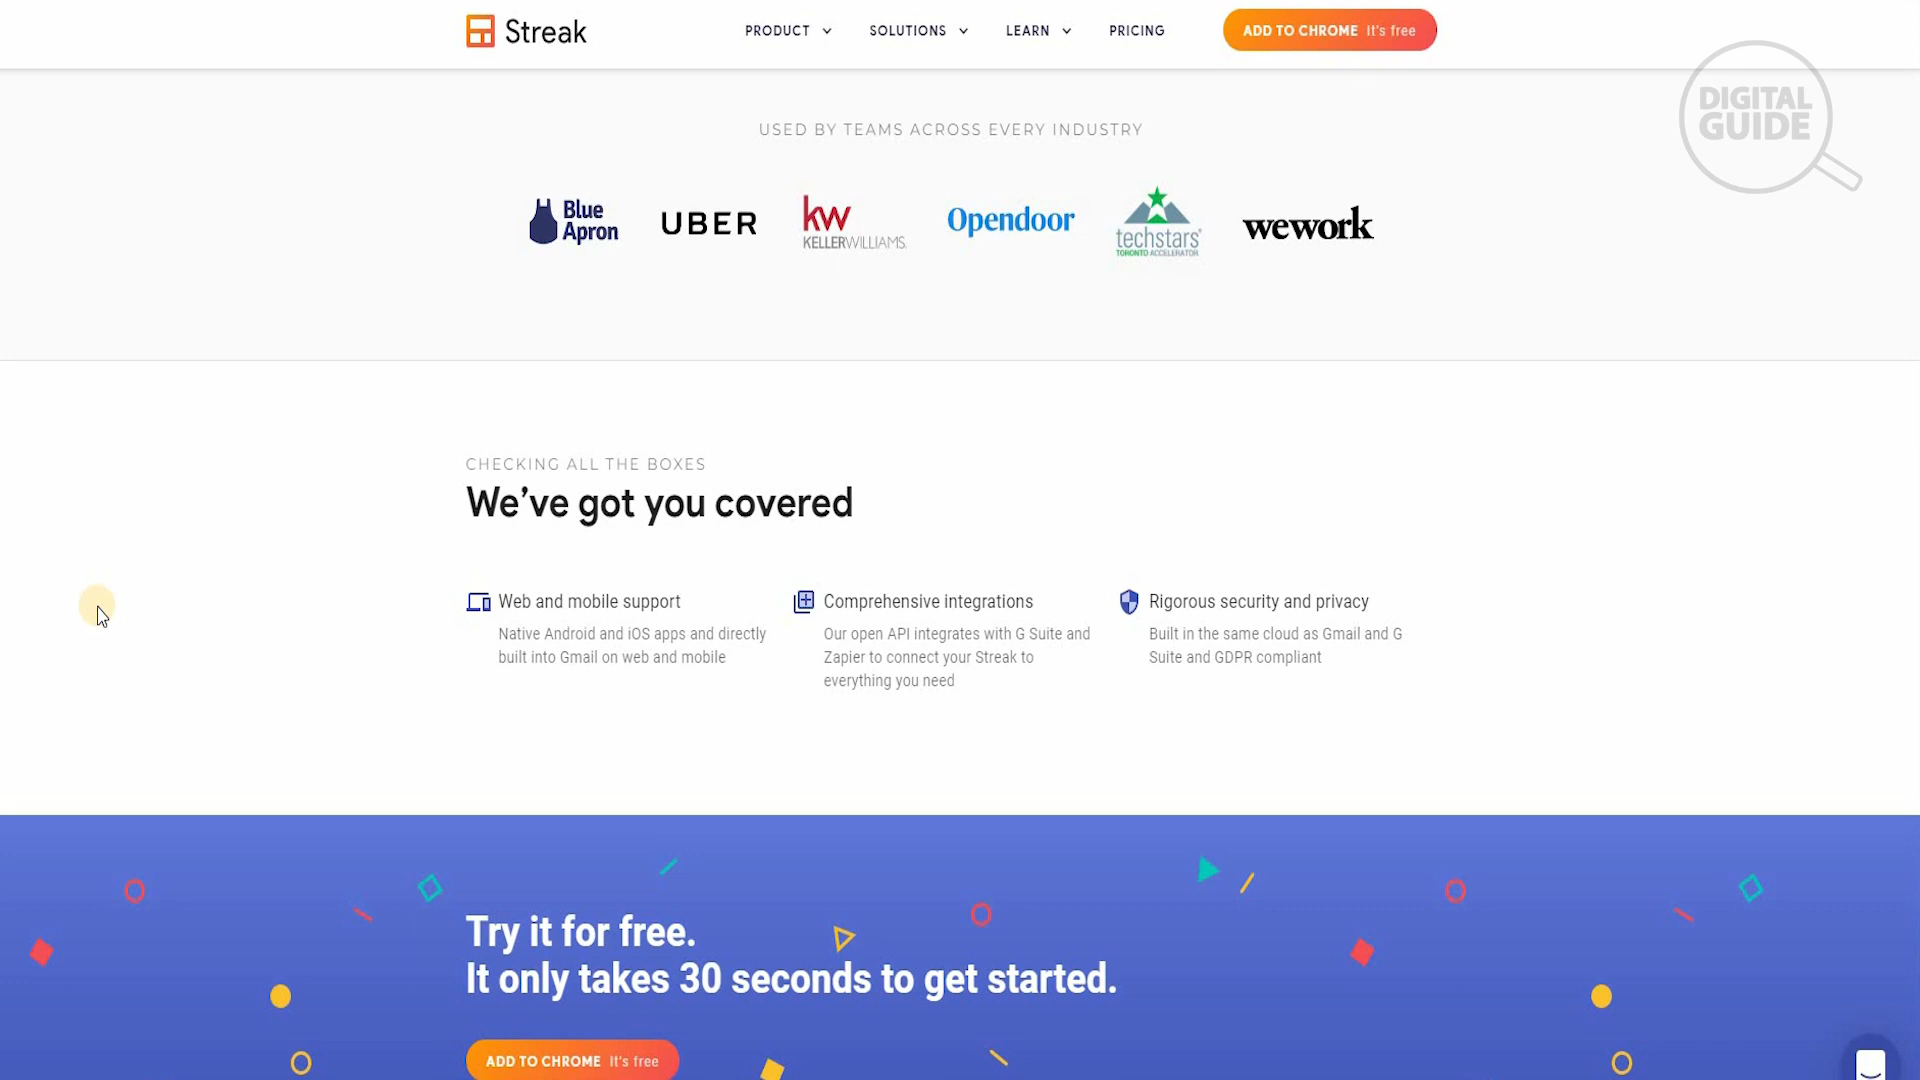 Streak
PRODUCT
SOLUTIONS
LEARN
PRICING
ADD TO CHROME It's free
DIGITAL
GUIDE
USED BY TEAMS ACROSS EVERY INDUSTRY
Blue
Apron
UBER
kw
KELLERWILLIAMS.
Opendoor
techstars
TORONTO ACCELERATOR
wework
CHECKING ALL THE BOXES
We've got you covered
Web and mobile support
Native Android and iOS apps and directly
built into Gmail on web and mobile
Comprehensive integrations
Our open API integrates with G Suite and
Zapier to connect your Streak to
everything you need
Rigorous security and privacy
Built in the same cloud as Gmail and G
Suite and GDPR compliant
Try it for free.
It only takes 30 seconds to get started.
ADD TO CHROME It's free